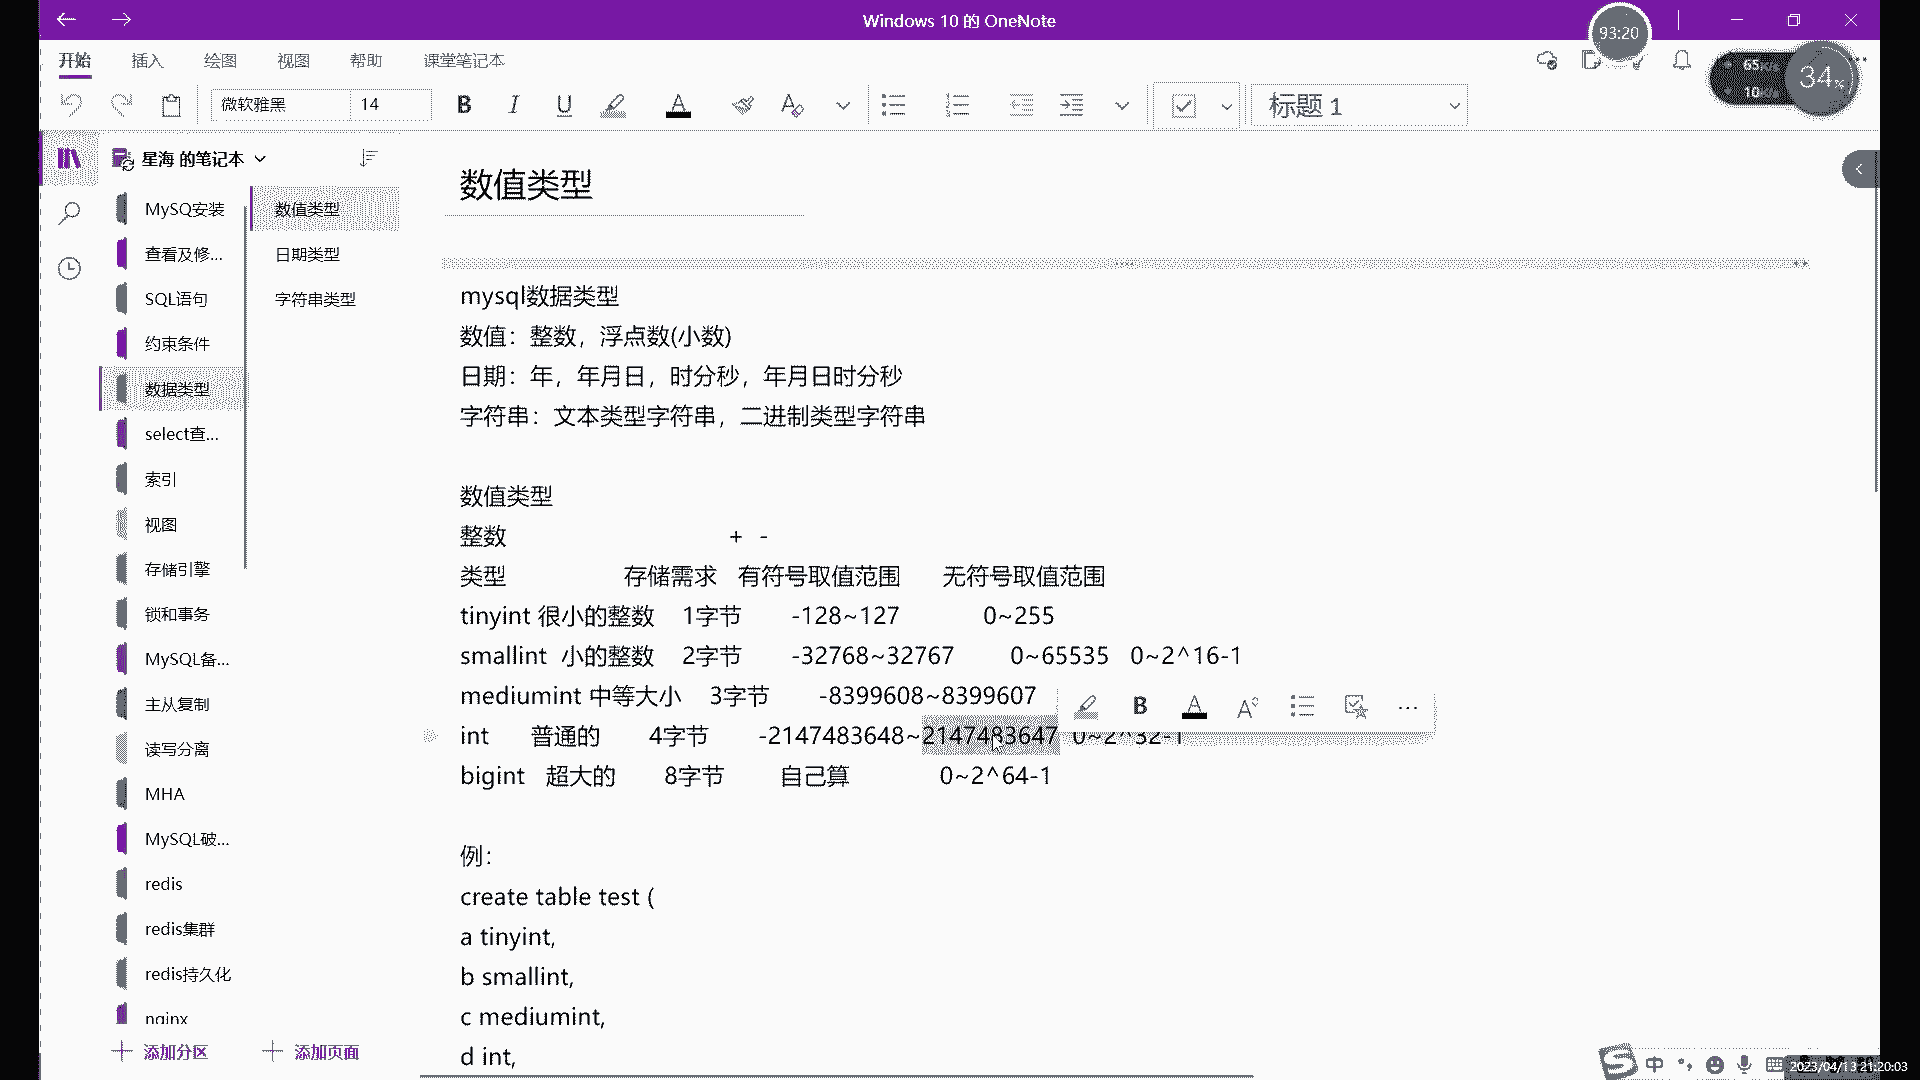 Windows 10 的 OneNote
93:20
开始 插入 绘图 视图 帮助 课堂笔记本
65K/s
10K/s
34%
微软雅黑 14 B I U A 标题 1
星海 的笔记本
MySQ安装
查看及修...
SQL语句
约束条件
数据类型
select查...
索引
视图
存储引擎
锁和事务
MySQL备...
主从复制
读写分离
MHA
MySQL破...
redis
redis集群
redis持久化
nginx
添加分区
数值类型
日期类型
字符串类型
添加页面
数值类型
mysql数据类型
数值：整数，浮点数(小数)
日期：年，年月日，时分秒，年月日时分秒
字符串：文本类型字符串，二进制类型字符串
数值类型
整数 + -
类型 存储需求 有符号取值范围 无符号取值范围
tinyint 很小的整数 1字节 -128~127 0~255
smallint 小的整数 2字节 -32768~32767 0~65535 0~2^16-1
mediumint 中等大小 3字节 -8399608~8399607
int 普通的 4字节 -2147483648~2147483647 0~2^32-1
bigint 超大的 8字节 自己算 0~2^64-1
例：
create table test (
a tinyint,
b smallint,
c mediumint,
d int,
中
2023/04/13 21:20:03